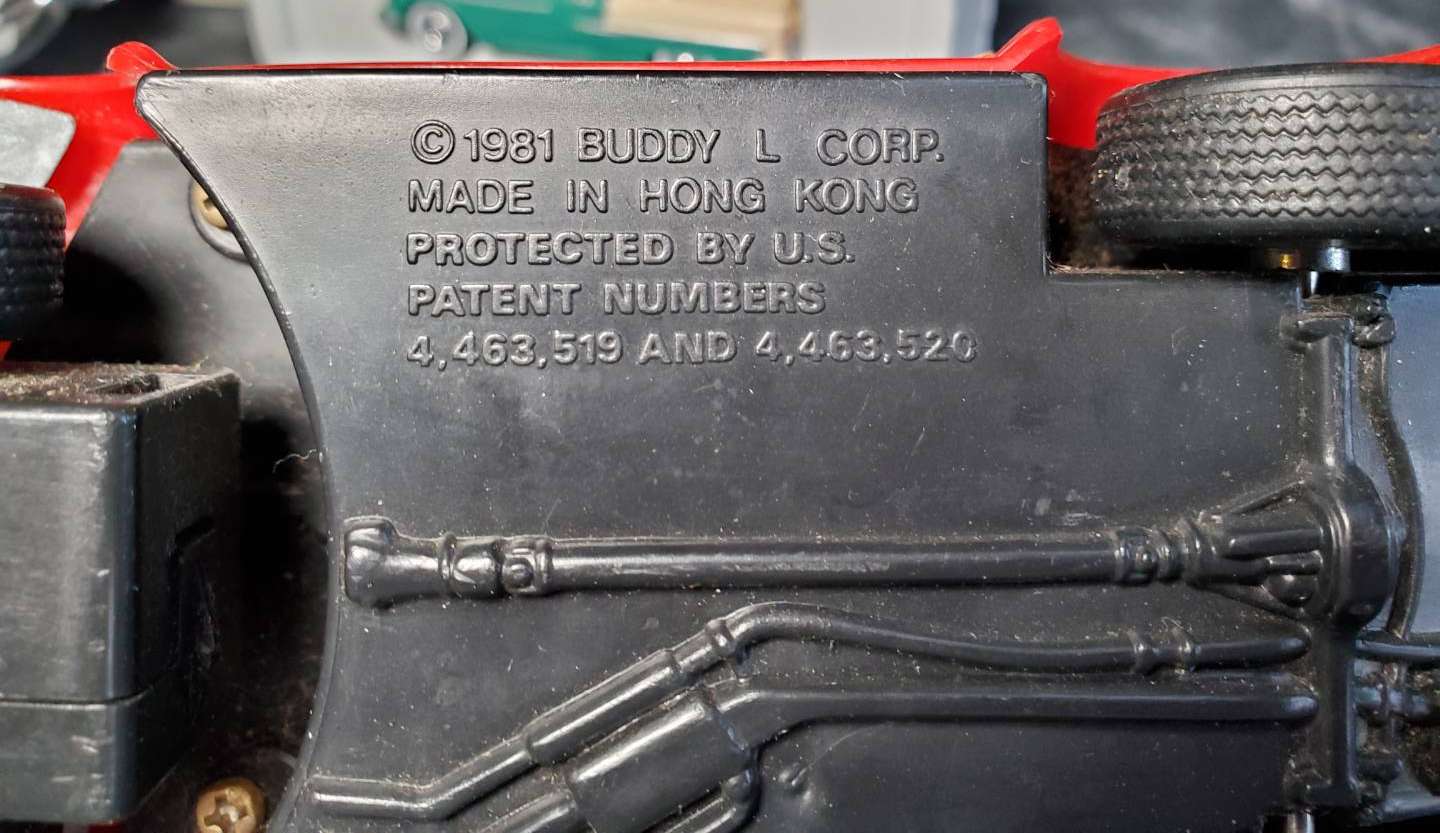 © 1981 BUDDY L CORP.
MADE IN HONG KONG
PROTECTED BY U.S.
PATENT NUMBERS
4,463,519 AND 4,463,520